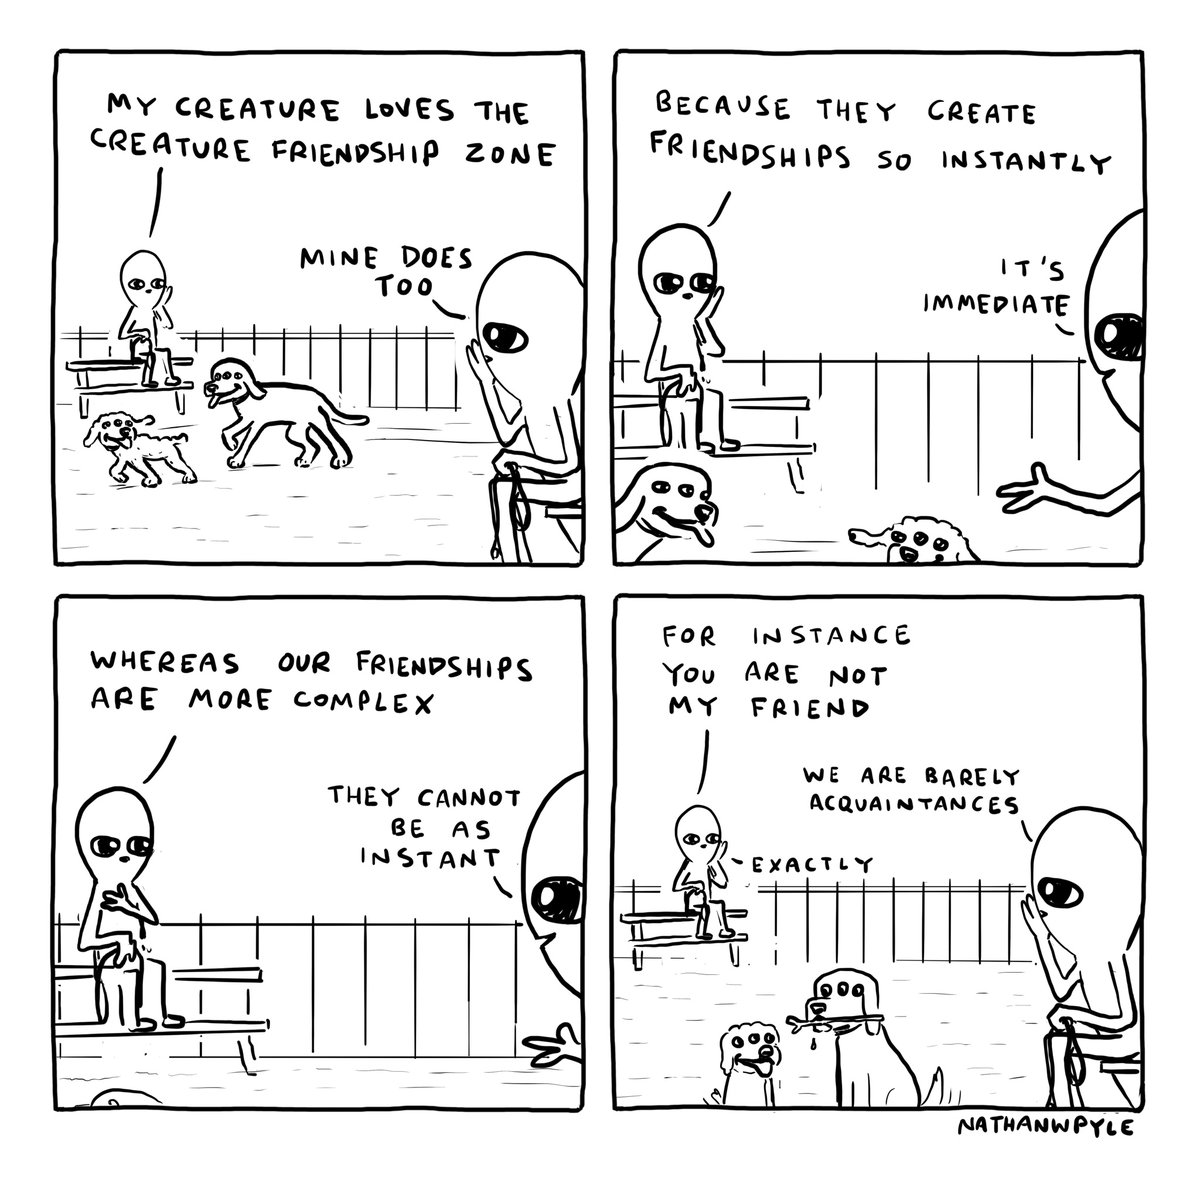 MY CREATURE LOVES THE
CREATURE FRIENDSHIP ZONE
MINE DOES
TOO
BECAUSE THEY CREATE
FRIENDSHIPS SO INSTANTLY
IT'S
IMMEDIATE
WHEREAS OUR FRIENDSHIPS
ARE MORE COMPLEX
THEY CANNOT
BE AS
INSTANT
FOR INSTANCE
YOU ARE NOT
MY FRIEND
WE ARE BARELY
ACQUAINTANCES
EXACTLY
NATHANWPYLE